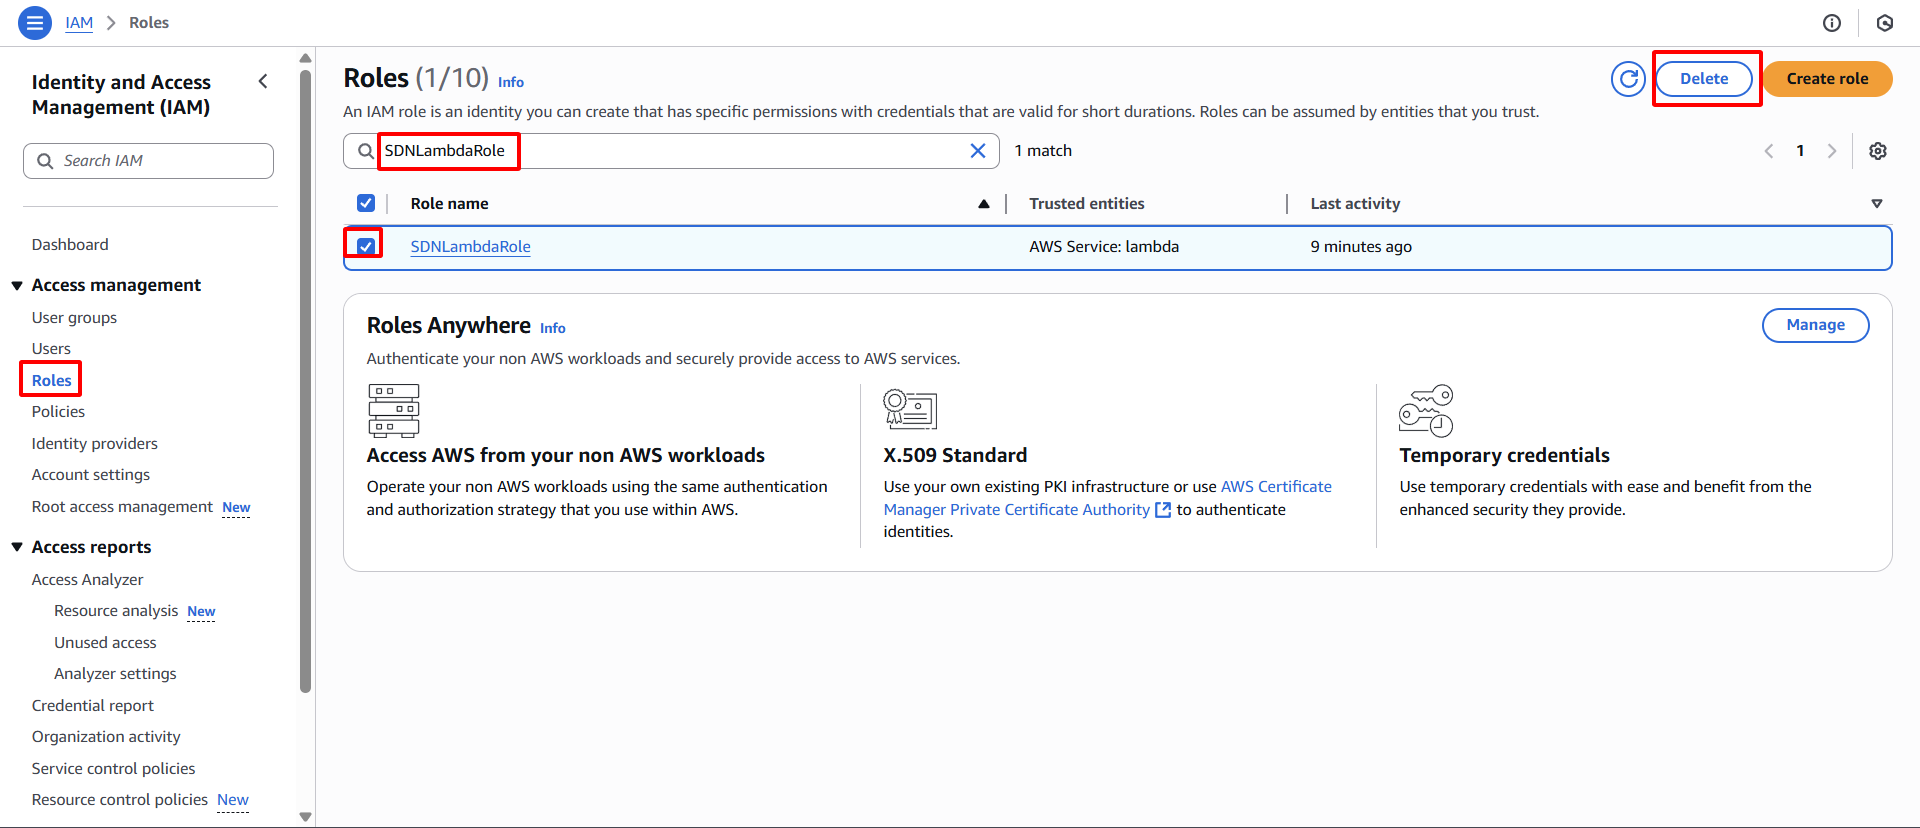 IAM > Roles
Identity and Access
Management (IAM)
Search IAM
Dashboard
Access management
User groups
Users
Roles
Policies
Identity providers
Account settings
Root access management New
Access reports
Access Analyzer
Resource analysis New
Unused access
Analyzer settings
Credential report
Organization activity
Service control policies
Resource control policies New
Roles (1/10) Info
Delete
Create role
An IAM role is an identity you can create that has specific permissions with credentials that are valid for short durations. Roles can be assumed by entities that you trust.
SDNLambdaRole
1 match
1
Role name Trusted entities Last activity
SDNLambdaRole AWS Service: lambda 9 minutes ago
Roles Anywhere Info
Manage
Authenticate your non AWS workloads and securely provide access to AWS services.
Access AWS from your non AWS workloads
Operate your non AWS workloads using the same authentication
and authorization strategy that you use within AWS.
X.509 Standard
Use your own existing PKI infrastructure or use AWS Certificate
Manager Private Certificate Authority to authenticate
identities.
Temporary credentials
Use temporary credentials with ease and benefit from the
enhanced security they provide.